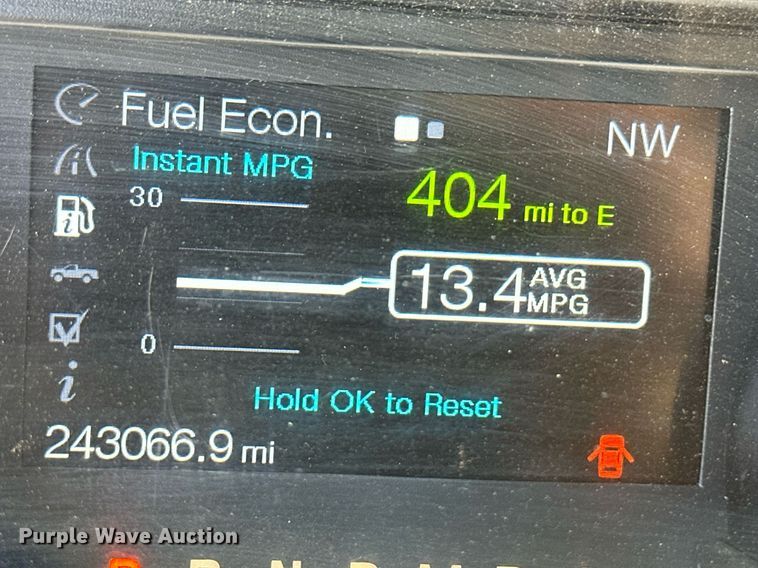 Fuel Econ.
NW
Instant MPG
30
404 mi to E
13.4 AVG MPG
0
Hold OK to Reset
243066.9 mi
Purple Wave Auction